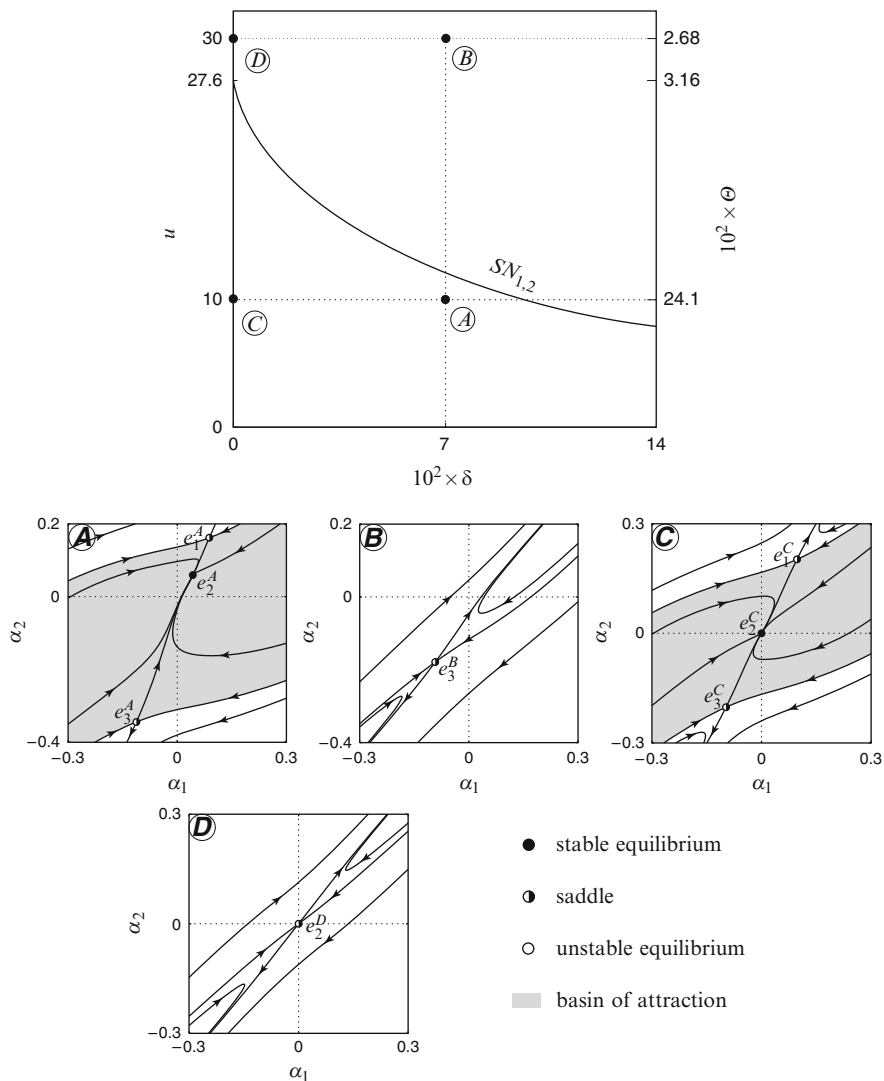 30
D
B
2.68
27.6
3.16
u
10² × Θ
SN₁,₂
10
C
A
24.1
0
0
7
14
10² × δ
A
0.2
e₁ᴬ
e₂ᴬ
0
α₂
e₃ᴬ
−0.4
−0.3
0
0.3
α₁
B
0.2
0
α₂
e₃ᴮ
−0.4
−0.3
0
0.3
α₁
C
0.3
e₁ᶜ
e₂ᶜ
0
α₂
e₃ᶜ
−0.3
−0.3
0
0.3
α₁
D
0.3
α₂
0
e₂ᴰ
−0.3
−0.3
0
0.3
α₁
stable equilibrium
saddle
unstable equilibrium
basin of attraction